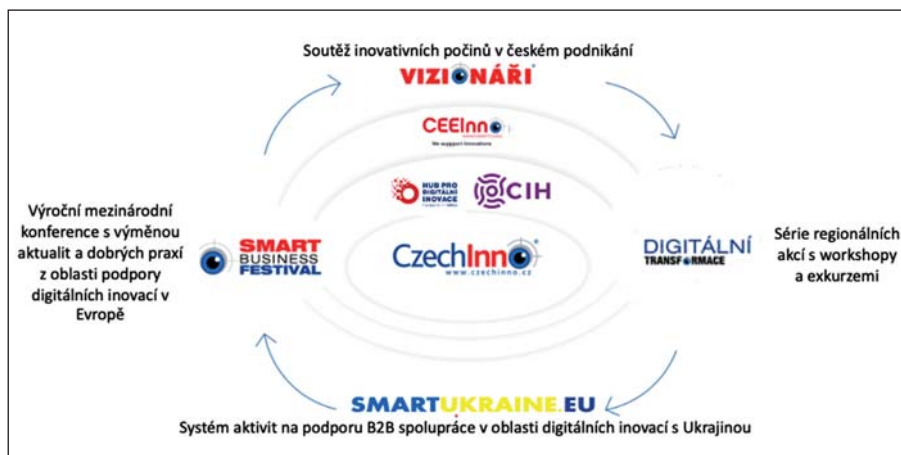 Soutěž inovativních počinů v českém podnikání
VIZIONÁŘI
CEEInno
We support innovations
HUB PRO
DIGITÁLNÍ
INOVACE
CIH
Výroční mezinárodní
konference s výměnou
aktualit a dobrých praxí
z oblasti podpory
digitálních inovací v
Evropě
SMART
BUSINESS
FESTIVAL
CzechInno
www.czechinno.cz
DIGITÁLNÍ
TRANSFORMACE
Série regionálních
akcí s workshopy
a exkurzemi
SMARTUKRAINE.EU
Systém aktivit na podporu B2B spolupráce v oblasti digitálních inovací s Ukrajinou